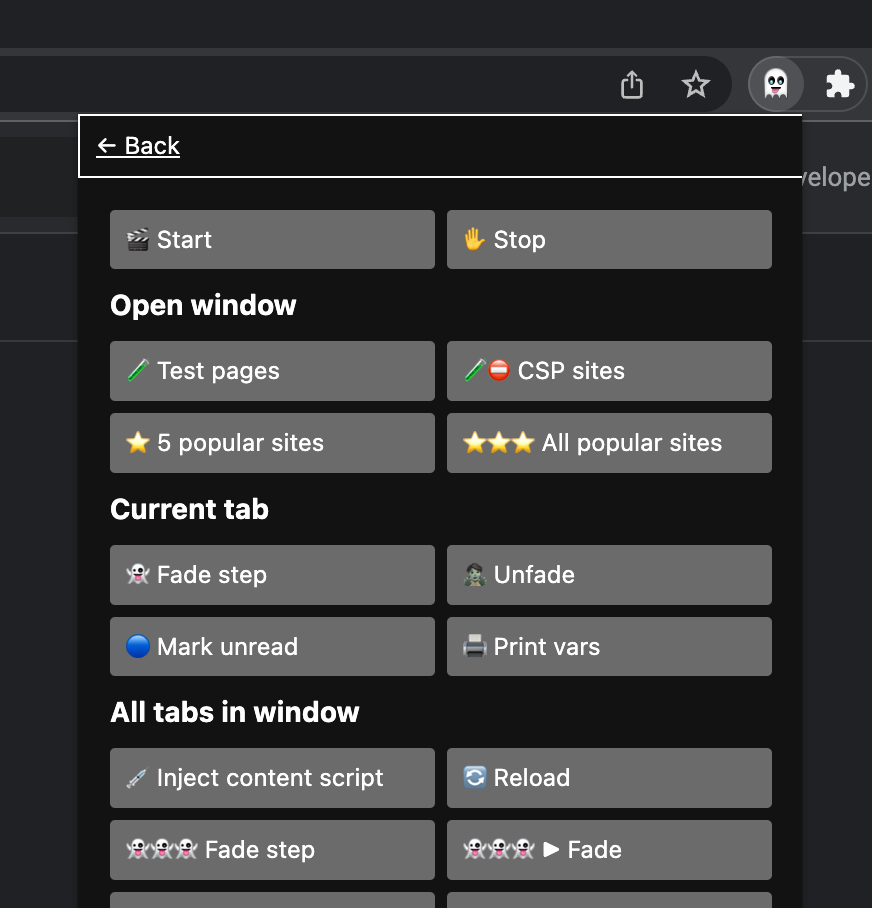 ← Back
velope
🎬 Start
✋ Stop
Open window
🧪 Test pages
🧪⛔ CSP sites
⭐ 5 popular sites
⭐⭐⭐ All popular sites
Current tab
👻 Fade step
🧟 Unfade
🔵 Mark unread
🖨️ Print vars
All tabs in window
💉 Inject content script
🔄 Reload
👻👻👻 Fade step
👻👻👻 ▶ Fade